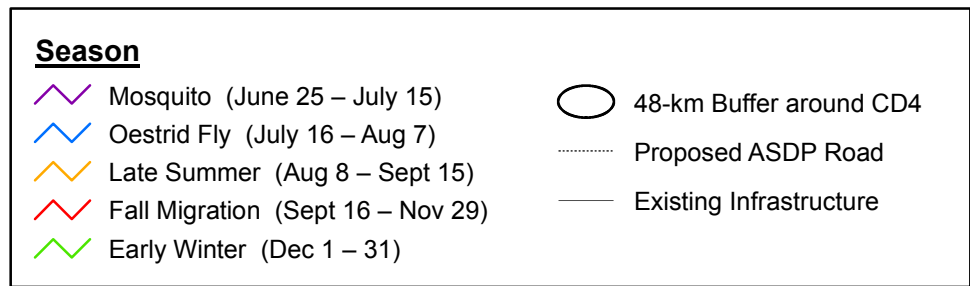 Season
Mosquito (June 25 – July 15)
Oestrid Fly (July 16 – Aug 7)
Late Summer (Aug 8 – Sept 15)
Fall Migration (Sept 16 – Nov 29)
Early Winter (Dec 1 – 31)
48-km Buffer around CD4
Proposed ASDP Road
Existing Infrastructure